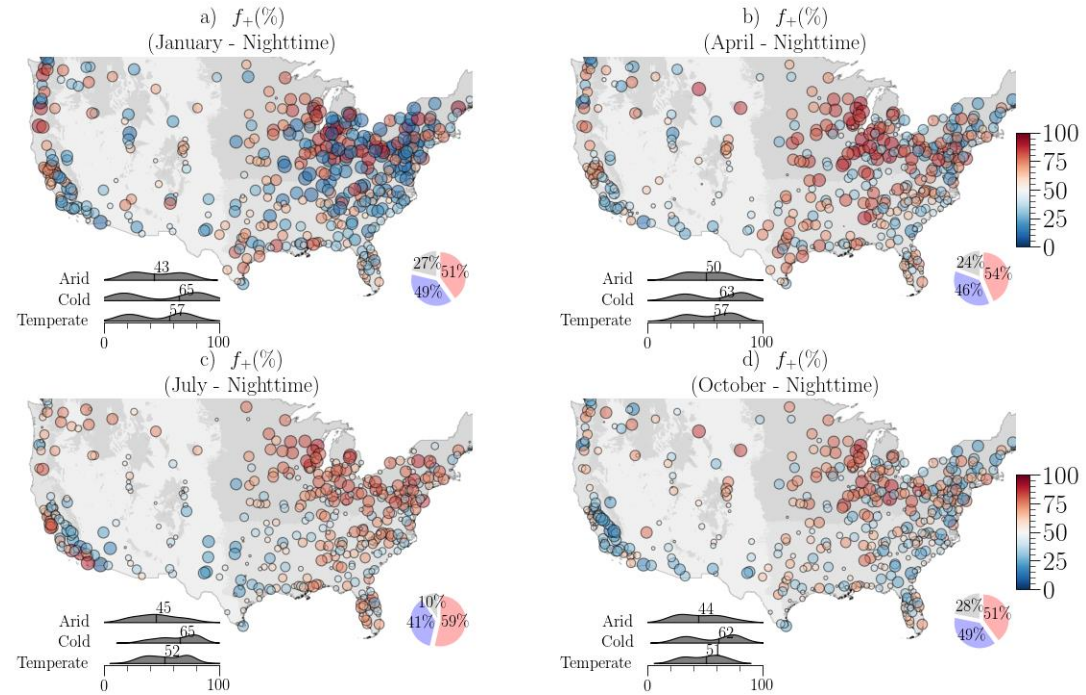 a) f₊(%)
(January - Nighttime)
27%
51%
49%
Arid
43
Cold
65
Temperate
57
0
100
b) f₊(%)
(April - Nighttime)
100
75
50
25
0
24%
54%
46%
Arid
50
Cold
63
Temperate
57
0
100
c) f₊(%)
(July - Nighttime)
10%
41%
59%
Arid
45
Cold
65
Temperate
52
0
100
d) f₊(%)
(October - Nighttime)
100
75
50
25
0
28%
51%
49%
Arid
44
Cold
62
Temperate
51
0
100